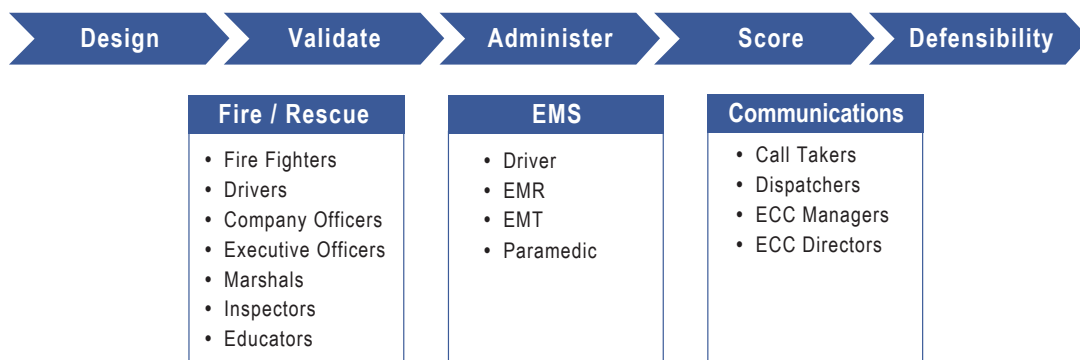 Design
Validate
Administer
Score
Defensibility
Fire / Rescue
• Fire Fighters
• Drivers
• Company Officers
• Executive Officers
• Marshals
• Inspectors
• Educators
EMS
• Driver
• EMR
• EMT
• Paramedic
Communications
• Call Takers
• Dispatchers
• ECC Managers
• ECC Directors